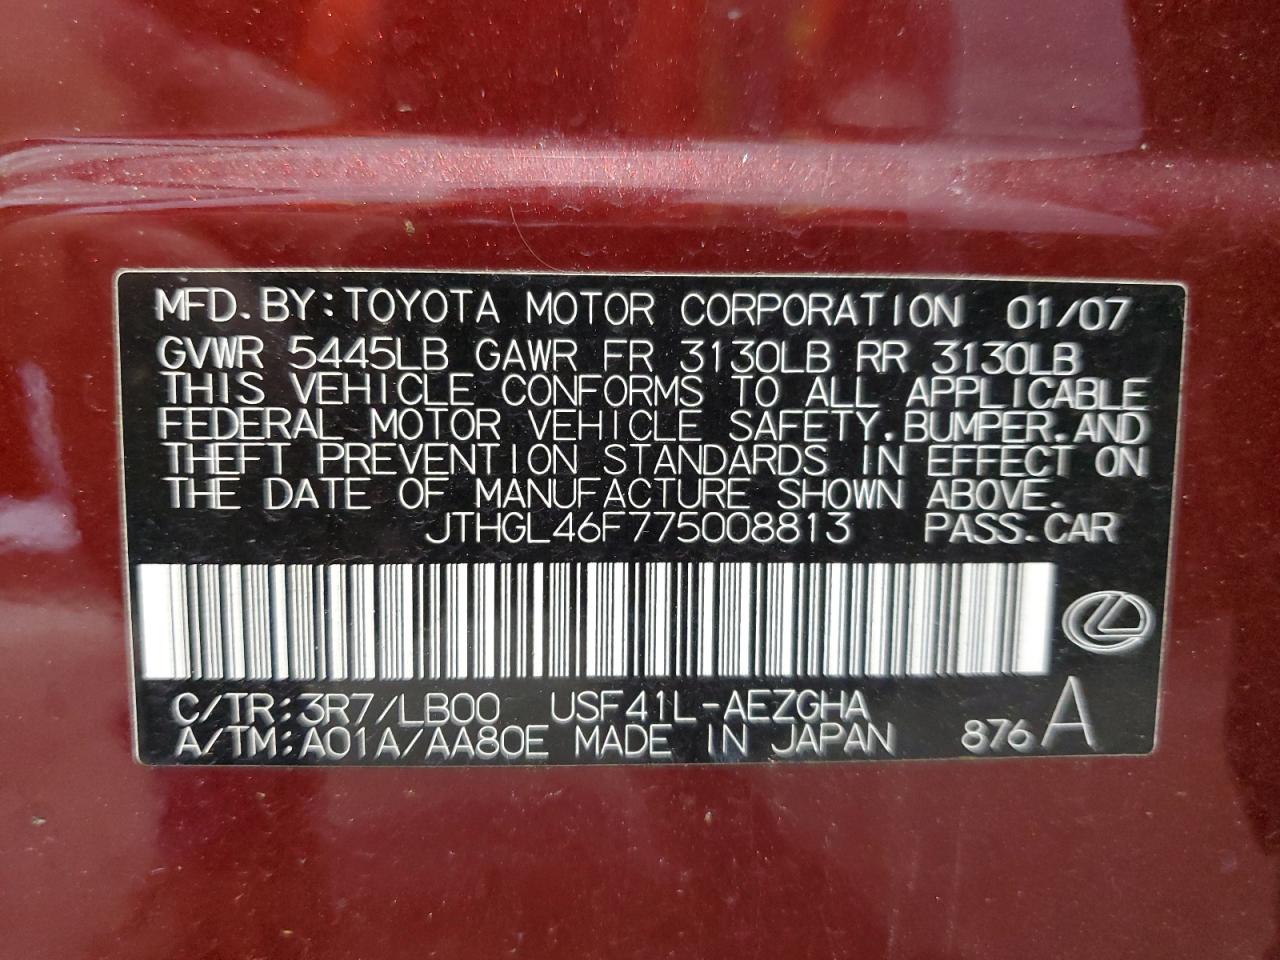 MFD. BY: TOYOTA MOTOR CORPORATION 01/07
GVWR 5445LB GAWR FR 3130LB RR 3130LB
THIS VEHICLE CONFORMS TO ALL APPLICABLE
FEDERAL MOTOR VEHICLE SAFETY, BUMPER, AND
THEFT PREVENTION STANDARDS IN EFFECT ON
THE DATE OF MANUFACTURE SHOWN ABOVE.
JTHGL46F775008813 PASS. CAR
C/TR: 3R7/LB00 USF41L-AEZGHA
A/TM: A01A/AA80E MADE IN JAPAN 876 A